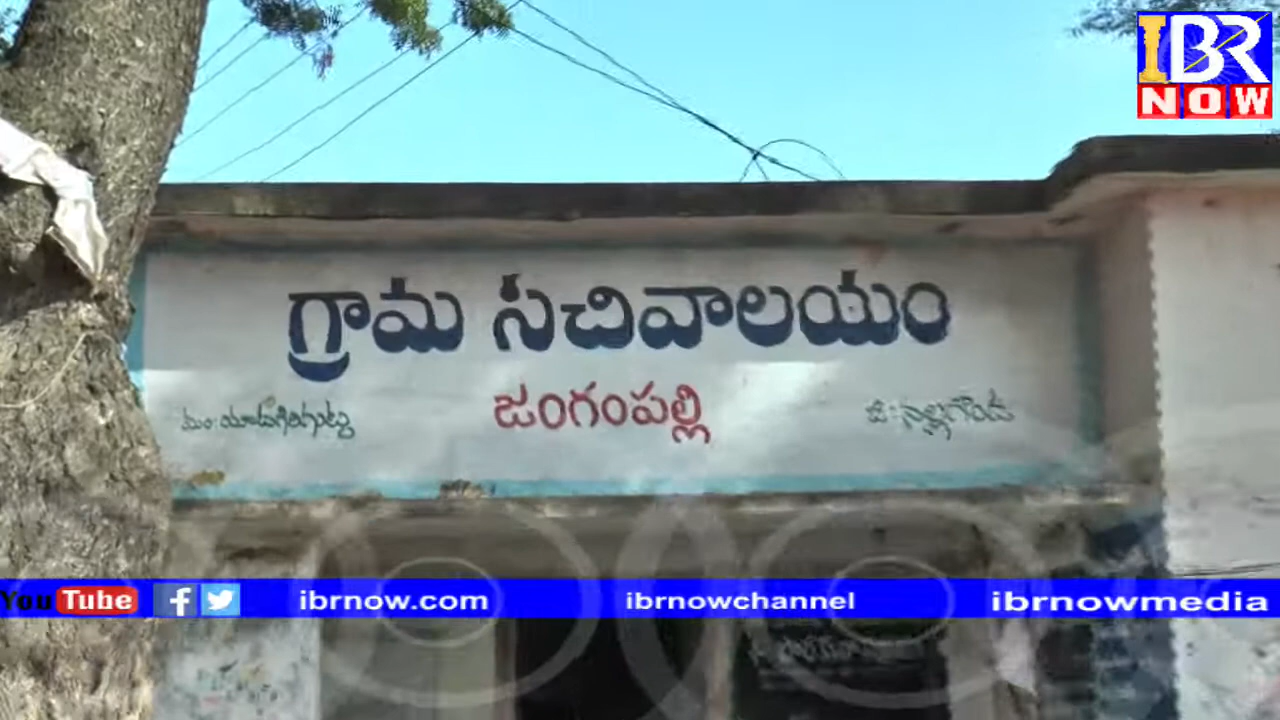 IBR
NOW
గ్రామ సచివాలయం
జంగంపల్లి
మం: యాదగిరిగుట్ట
జి: నల్లగొండ
YouTube ibrnow.com ibrnowchannel ibrnowmedia